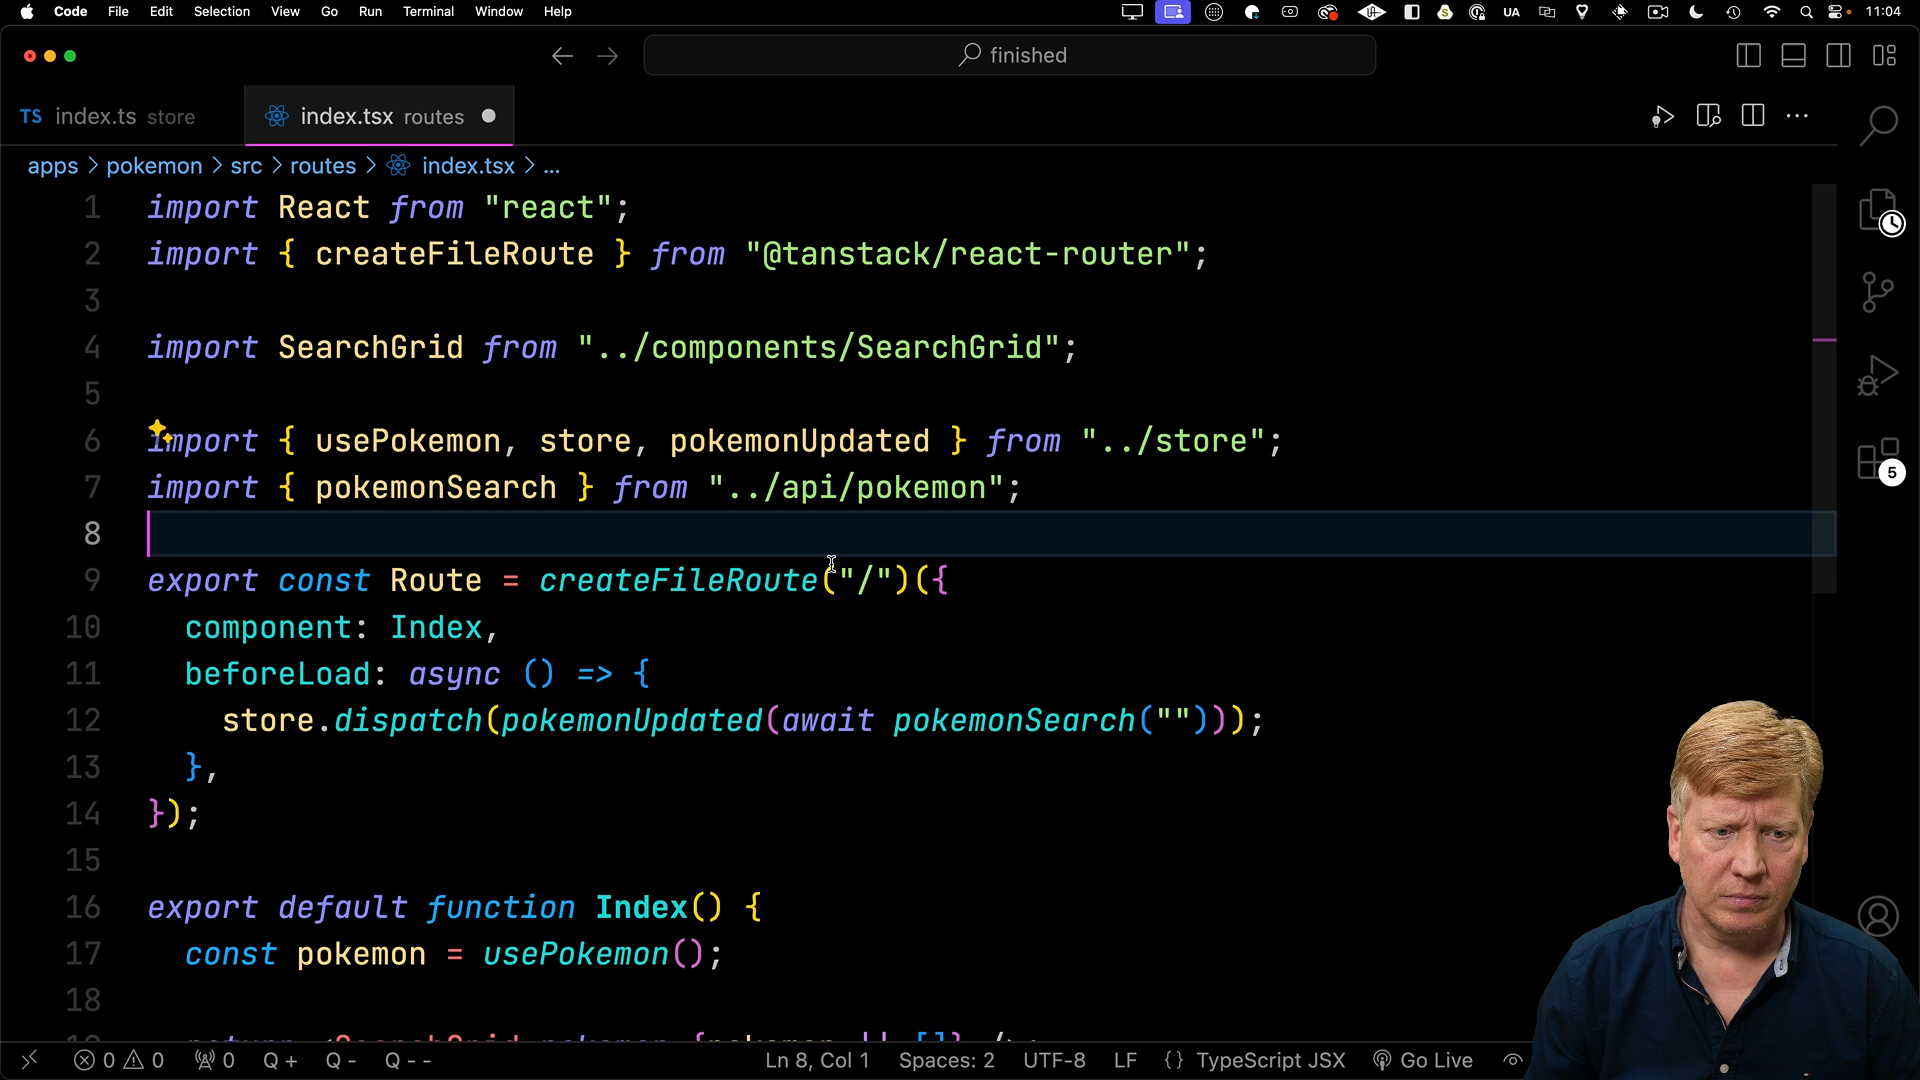 Code File Edit Selection View Go Run Terminal Window Help UA 11:04
finished
TS index.ts store index.tsx routes
apps > pokemon > src > routes > index.tsx > ...
1 import React from "react";
2 import { createFileRoute } from "@tanstack/react-router";
3
4 import SearchGrid from "../components/SearchGrid";
5
6 import { usePokemon, store, pokemonUpdated } from "../store";
7 import { pokemonSearch } from "../api/pokemon";
8
9 export const Route = createFileRoute("/")({
10 component: Index,
11 beforeLoad: async () => {
12 store.dispatch(pokemonUpdated(await pokemonSearch("")));
13 },
14 });
15
16 export default function Index() {
17 const pokemon = usePokemon();
18
5
0 0 0 Q + Q - Q - - Ln 8, Col 1 Spaces: 2 UTF-8 LF {} TypeScript JSX Go Live